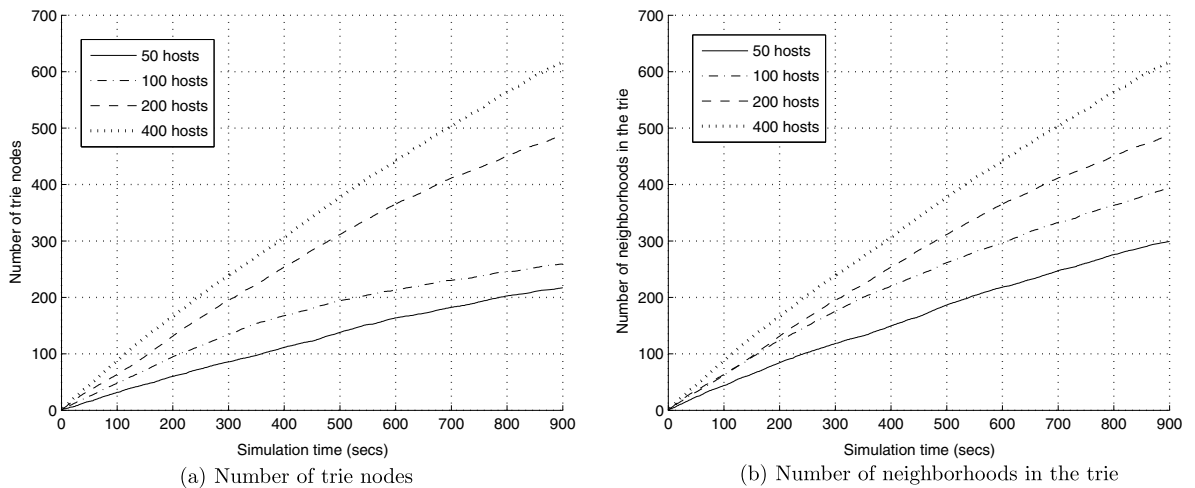 700
600
500
400
300
200
100
0
Number of trie nodes
50 hosts
100 hosts
200 hosts
400 hosts
0 100 200 300 400 500 600 700 800 900
Simulation time (secs)
(a) Number of trie nodes
700
600
500
400
300
200
100
0
Number of neighborhoods in the trie
50 hosts
100 hosts
200 hosts
400 hosts
0 100 200 300 400 500 600 700 800 900
Simulation time (secs)
(b) Number of neighborhoods in the trie